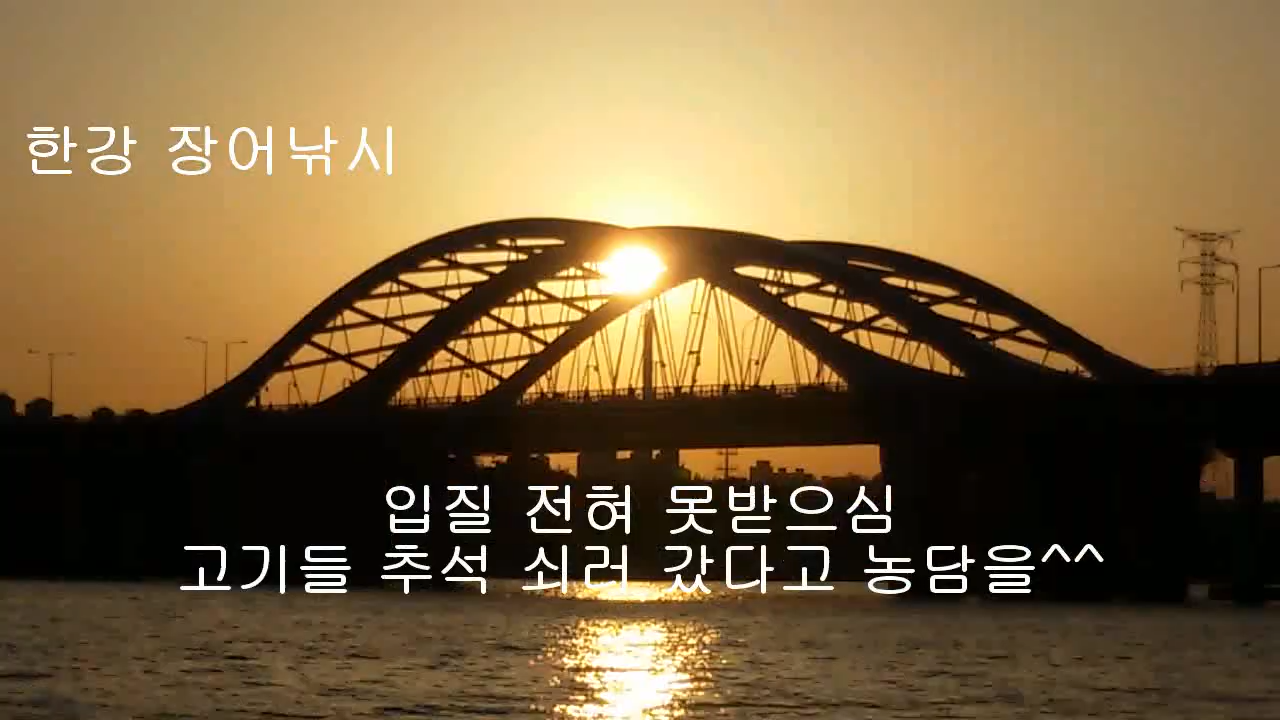 한강 장어낚시
입질 전혀 못받으심
고기들 추석 쇠러 갔다고 농담을^^